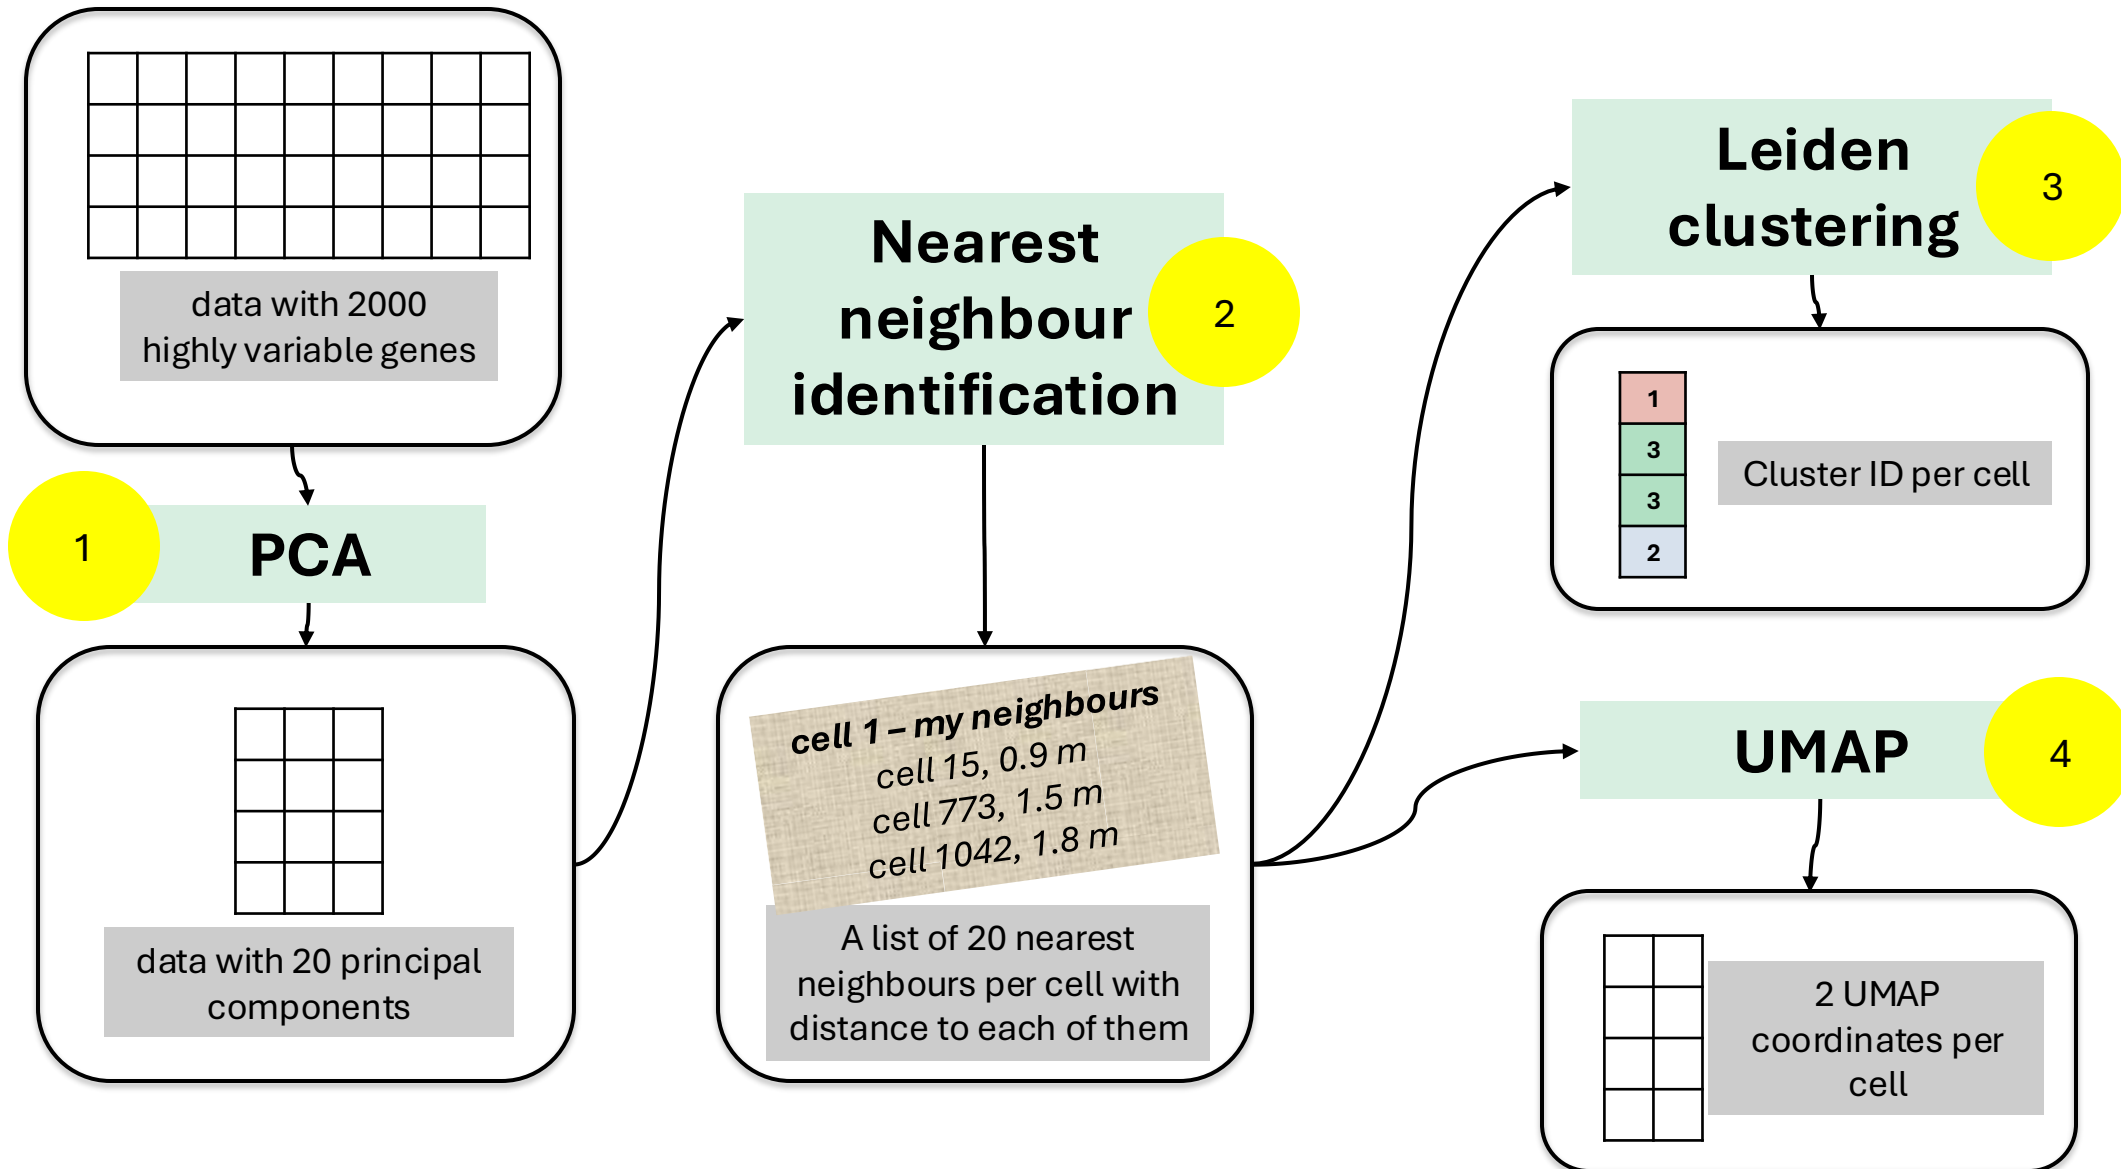 data with 2000
highly variable genes
1
PCA
data with 20 principal
components
Nearest
neighbour
identification
2
cell 1 – my neighbours
cell 15, 0.9 m
cell 773, 1.5 m
cell 1042, 1.8 m
A list of 20 nearest
neighbours per cell with
distance to each of them
Leiden
clustering
3
1
3
3
2
Cluster ID per cell
UMAP
4
2 UMAP
coordinates per
cell